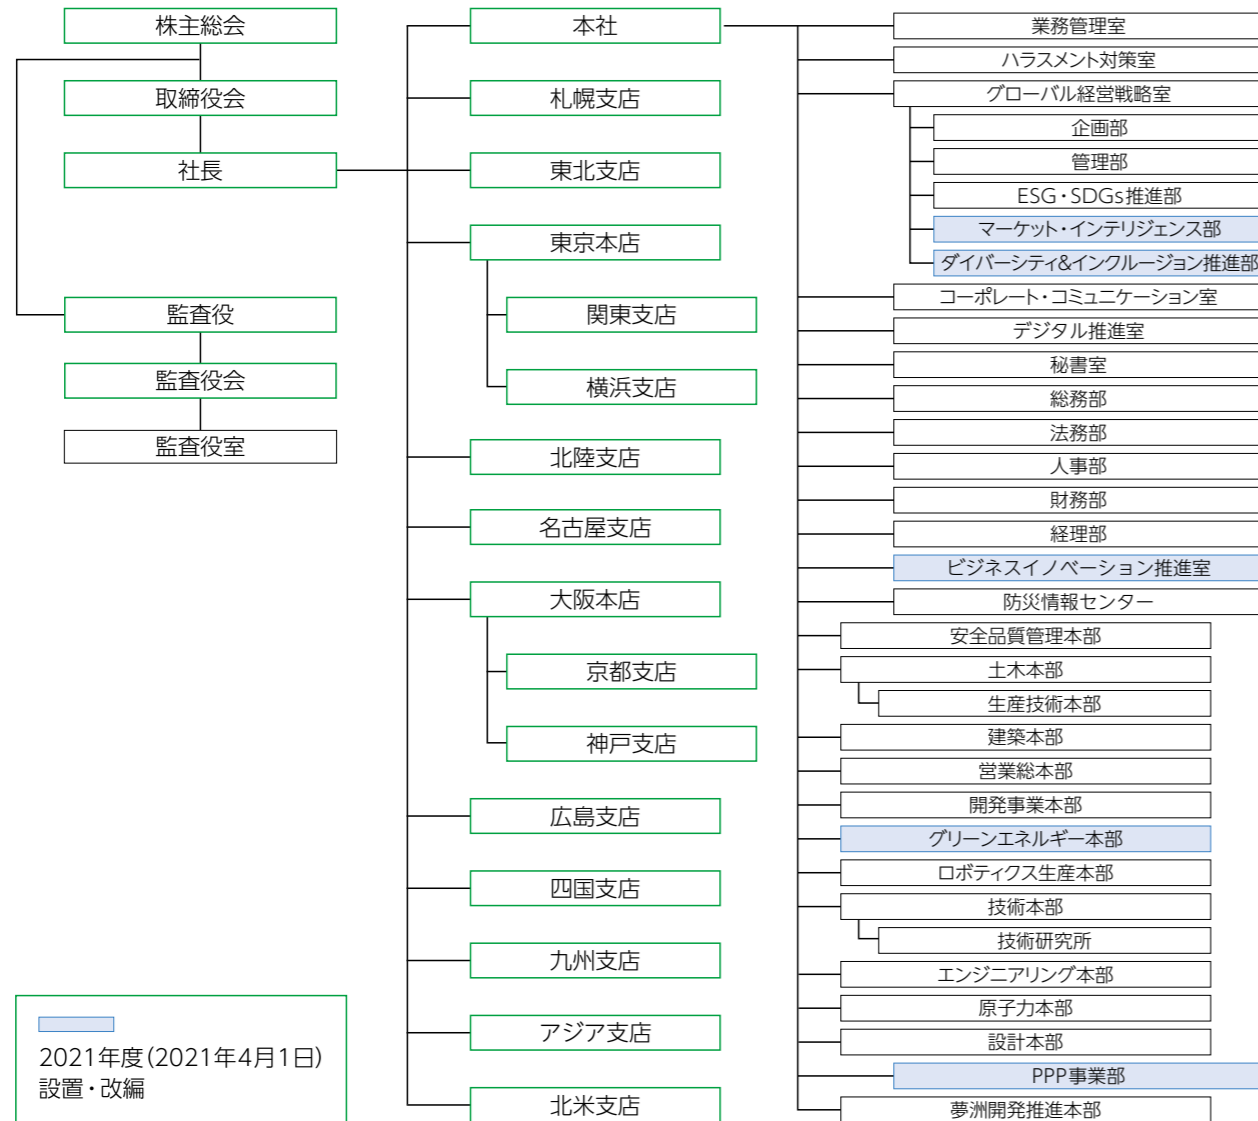 株主総会
取締役会
社長
監査役
監査役会
監査役室
2021年度(2021年4月1日)
設置・改編
本社
札幌支店
東北支店
東京本店
関東支店
横浜支店
北陸支店
名古屋支店
大阪本店
京都支店
神戸支店
広島支店
四国支店
九州支店
アジア支店
北米支店
業務管理室
ハラスメント対策室
グローバル経営戦略室
企画部
管理部
ESG・SDGs推進部
マーケット・インテリジェンス部
ダイバーシティ&インクルージョン推進部
コーポレート・コミュニケーション室
デジタル推進室
秘書室
総務部
法務部
人事部
財務部
経理部
ビジネスイノベーション推進室
防災情報センター
安全品質管理本部
土木本部
生産技術本部
建築本部
営業総本部
開発事業本部
グリーンエネルギー本部
ロボティクス生産本部
技術本部
技術研究所
エンジニアリング本部
原子力本部
設計本部
PPP事業部
夢洲開発推進本部